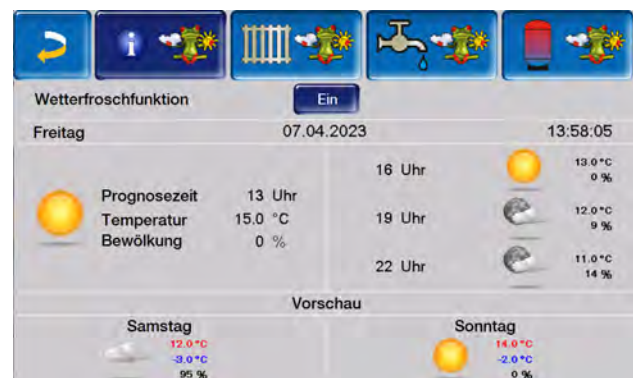 i
Wetterfroschfunktion Ein
Freitag 07.04.2023 13:58:05
Prognosezeit 13 Uhr
Temperatur 15.0 °C
Bewölkung 0 %
16 Uhr 13.0 °C
0 %
19 Uhr 12.0 °C
9 %
22 Uhr 11.0 °C
14 %
Vorschau
Samstag
12.0 °C
-3.0 °C
95 %
Sonntag
14.0 °C
-2.0 °C
0 %